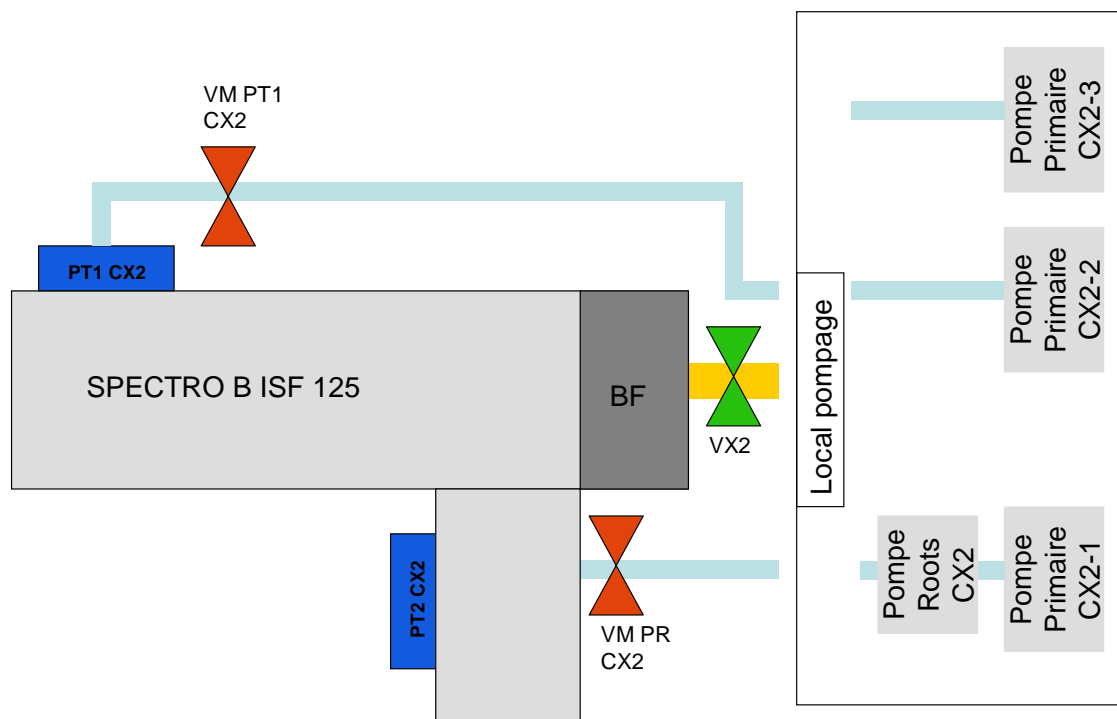 VM PT1
CX2
PT1 CX2
SPECTRO B ISF 125
BF
VX2
PT2 CX2
VM PR
CX2
Local pompage
Pompe
Primaire
CX2-3
Pompe
Primaire
CX2-2
Pompe
Roots
CX2
Pompe
Primaire
CX2-1